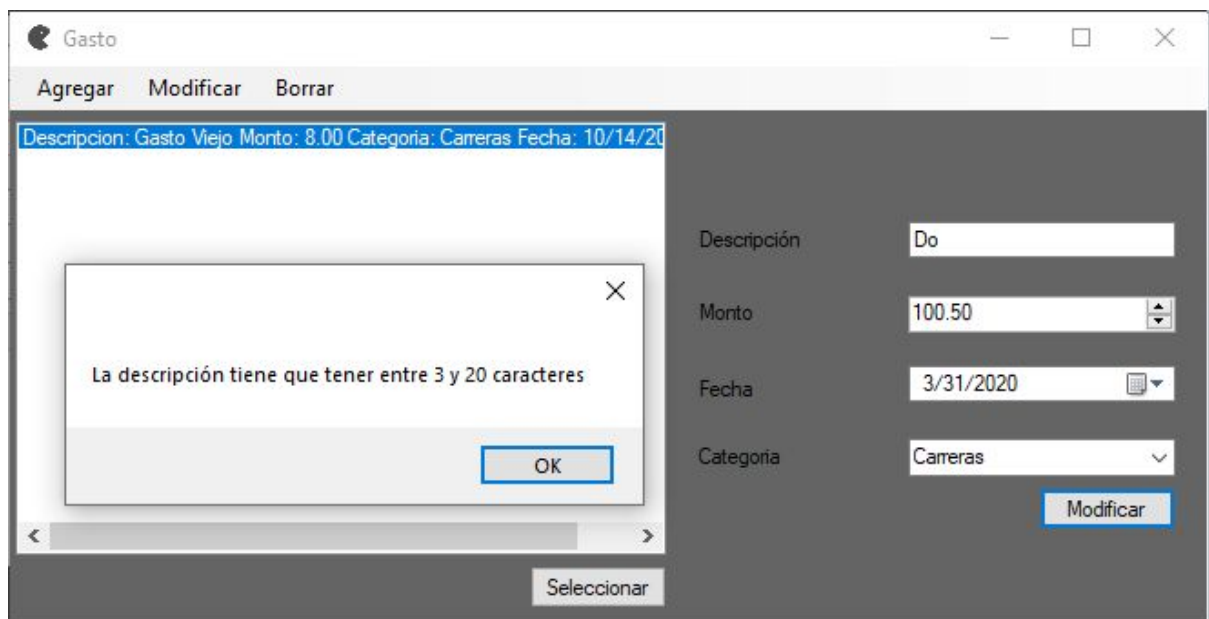 Gasto
Agregar Modificar Borrar
Descripcion: Gasto Viejo Monto: 8.00 Categoria: Carreras Fecha: 10/14/20
La descripción tiene que tener entre 3 y 20 caracteres
OK
Seleccionar
Descripción Do
Monto 100.50
Fecha 3/31/2020
Categoria Carreras
Modificar